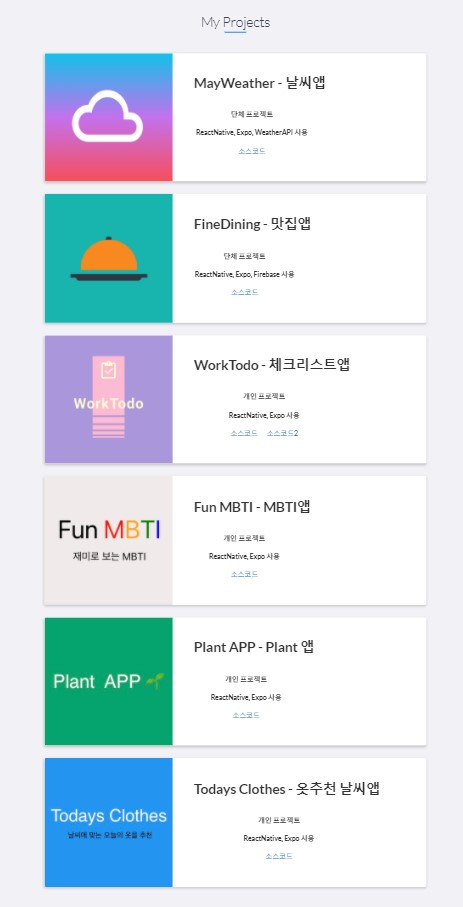 My Projects
MayWeather - 날씨앱
단체 프로젝트
ReactNative, Expo, WeatherAPI 사용
소스코드
FineDining - 맛집앱
단체 프로젝트
ReactNative, Expo, Firebase 사용
소스코드
WorkTodo
WorkTodo - 체크리스트앱
개인 프로젝트
ReactNative, Expo 사용
소스코드 소스코드2
Fun MBTI
재미로 보는 MBTI
Fun MBTI - MBTI앱
개인 프로젝트
ReactNative, Expo 사용
소스코드
Plant APP
Plant APP - Plant 앱
개인 프로젝트
ReactNative, Expo 사용
소스코드
Todays Clothes
날씨에 맞는 오늘의 옷을 추천
Todays Clothes - 옷추천 날씨앱
개인 프로젝트
ReactNative, Expo 사용
소스코드